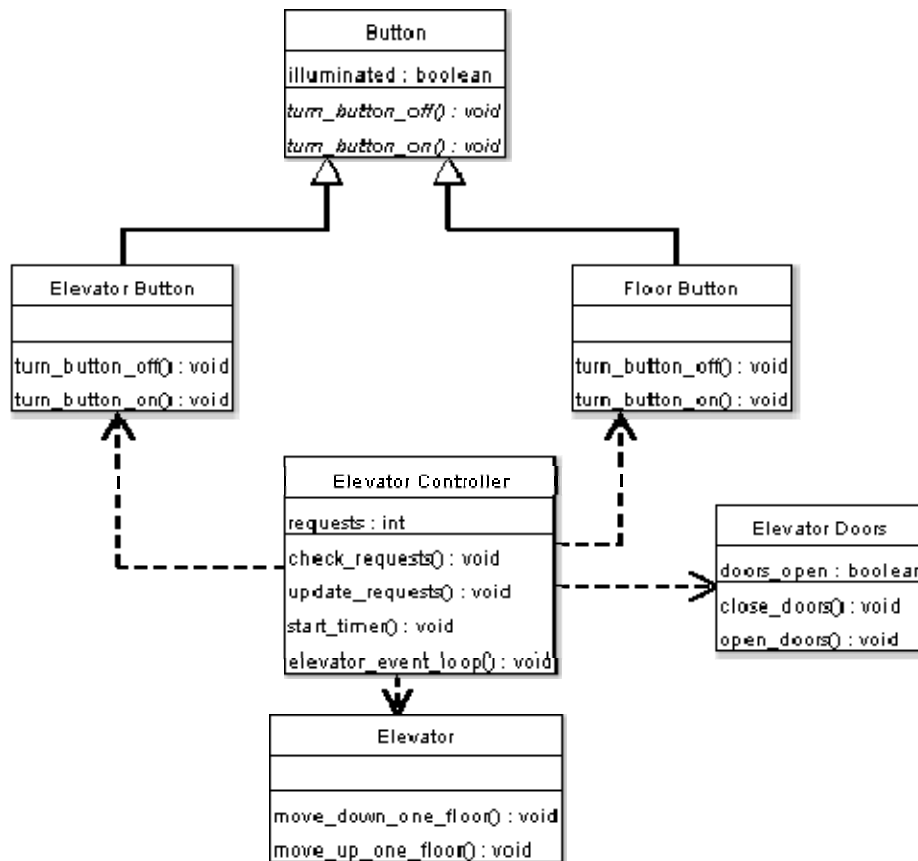 Button
illuminated : boolean
turn_button_off() : void
turn_button_on() : void
Elevator Button
turn_button_off() : void
turn_button_on() : void
Floor Button
turn_button_off() : void
turn_button_on() : void
Elevator Controller
requests : int
check_requests() : void
update_requests() : void
start_timer() : void
elevator_event_loop() : void
Elevator Doors
doors_open : boolean
close_doors() : void
open_doors() : void
Elevator
move_down_one_floor() : void
move_up_one_floor() : void